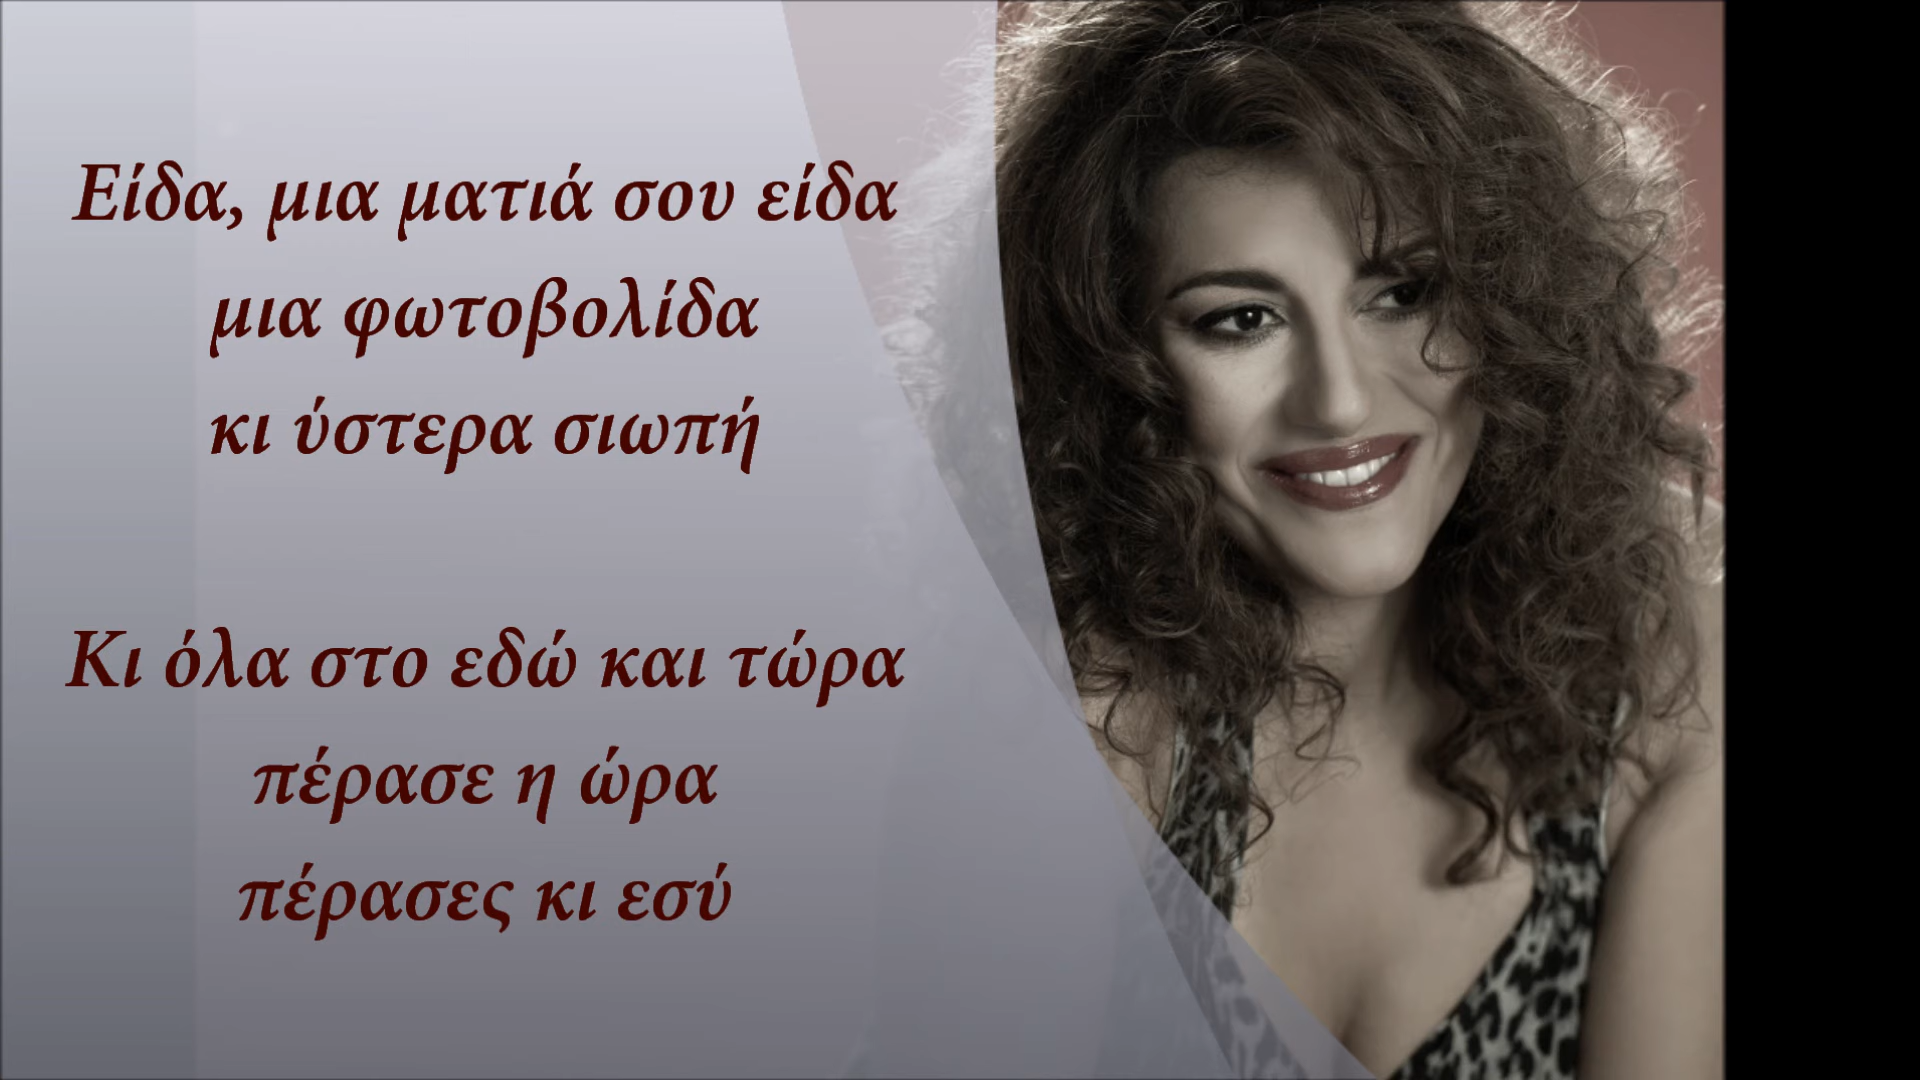 Είδα, μια ματιά σου είδα
μια φωτοβολίδα
κι ύστερα σιωπή
Κι όλα στο εδώ και τώρα
πέρασε η ώρα
πέρασες κι εσύ